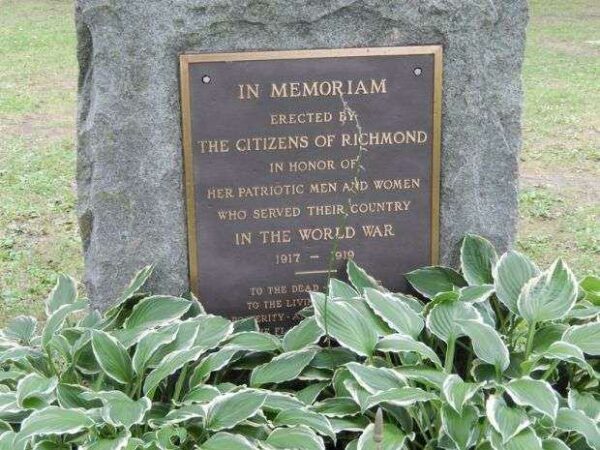 IN MEMORIAM
ERECTED BY
THE CITIZENS OF RICHMOND
IN HONOR OF
HER PATRIOTIC MEN AND WOMEN
WHO SERVED THEIR COUNTRY
IN THE WORLD WAR
1917 - 1919
TO THE DEAD
TO THE